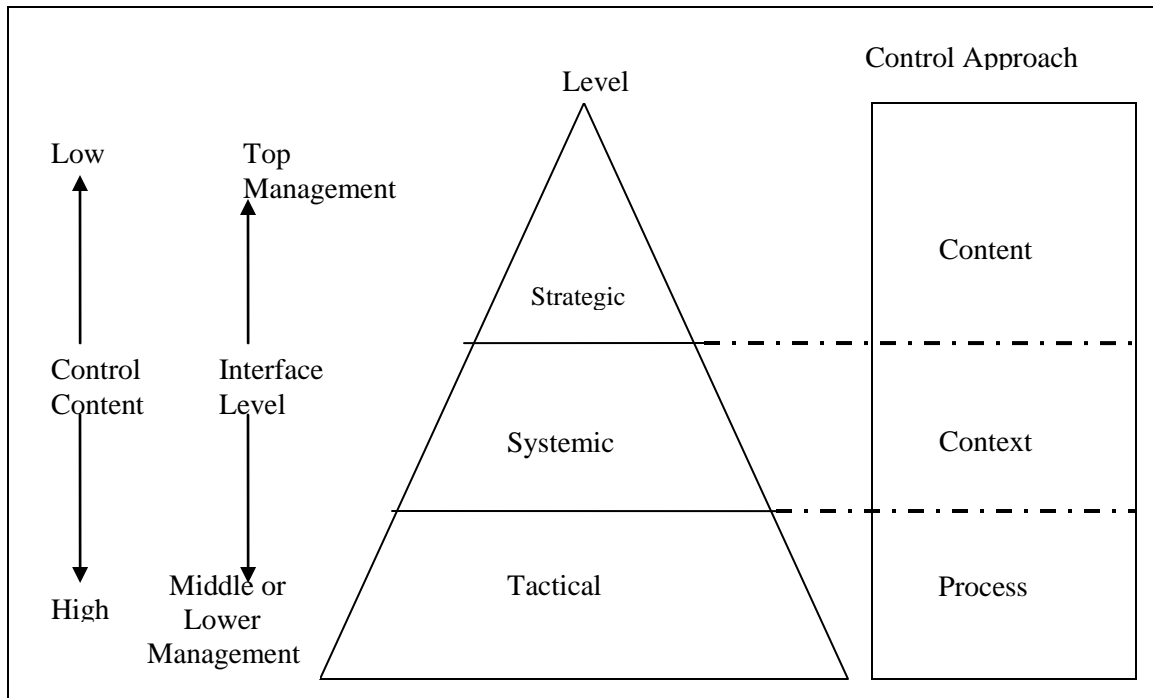 Control Approach
Level
Low
Top
Management
Content
Strategic
Control
Content
Interface
Level
Systemic
Context
High
Middle or
Lower
Management
Tactical
Process